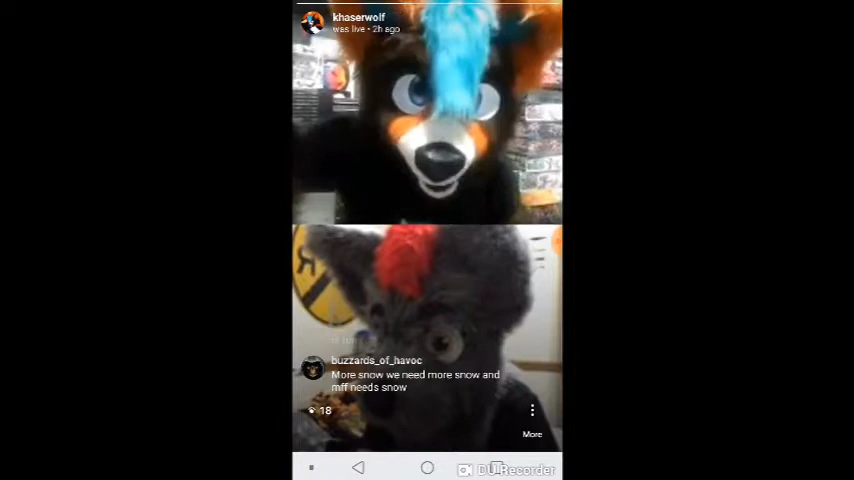 khaserwolf
was live • 2h ago
buzzards_of_havoc
More snow we need more snow and
mff needs snow
18
More
DU Recorder